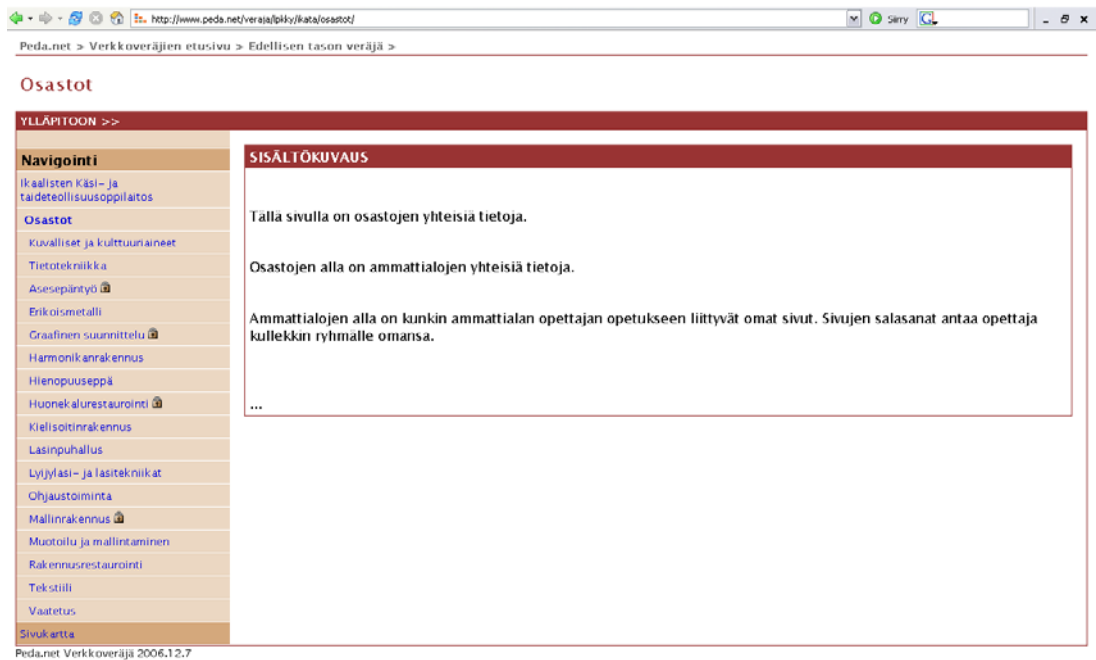 http://www.peda.net/veraja/lpkky/ikata/osastot/
Siirry
Peda.net > Verkkoveräjien etusivu > Edellisen tason veräjä >
Osastot
YLLÄPITOON >>
Navigointi
Ikaalisten Käsi- ja
taideteollisuusoppilaitos
Osastot
Kuvalliset ja kulttuuriaineet
Tietotekniikka
Asesepäntyö
Erikoismetalli
Graafinen suunnittelu
Harmonikanrakennus
Hienopuuseppä
Huonekalurestaurointi
Kielisoitinrakennus
Lasinpuhallus
Lyijylasi- ja lasitekniikat
Ohjaustoiminta
Mallinrakennus
Muotoilu ja mallintaminen
Rakennusrestaurointi
Tekstiili
Vaatetus
Sivukartta
SISÄLTÖKUVAUS
Tällä sivulla on osastojen yhteisiä tietoja.
Osastojen alla on ammattialojen yhteisiä tietoja.
Ammattialojen alla on kunkin ammattialan opettajan opetukseen liittyvät omat sivut. Sivujen salasanat antaa opettaja
kullekkin ryhmälle omansa.
...
Peda.net Verkkoveräjä 2006.12.7